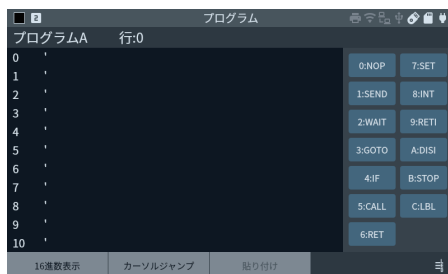 2 プログラム
プログラムA 行:0
0 '
1 '
2 '
3 '
4 '
5 '
6 '
7 '
8 '
9 '
10 '
0:NOP 7:SET
1:SEND 8:INT
2:WAIT 9:RETI
3:GOTO A:DISI
4:IF B:STOP
5:CALL C:LBL
6:RET
16進数表示 カーソルジャンプ 貼り付け